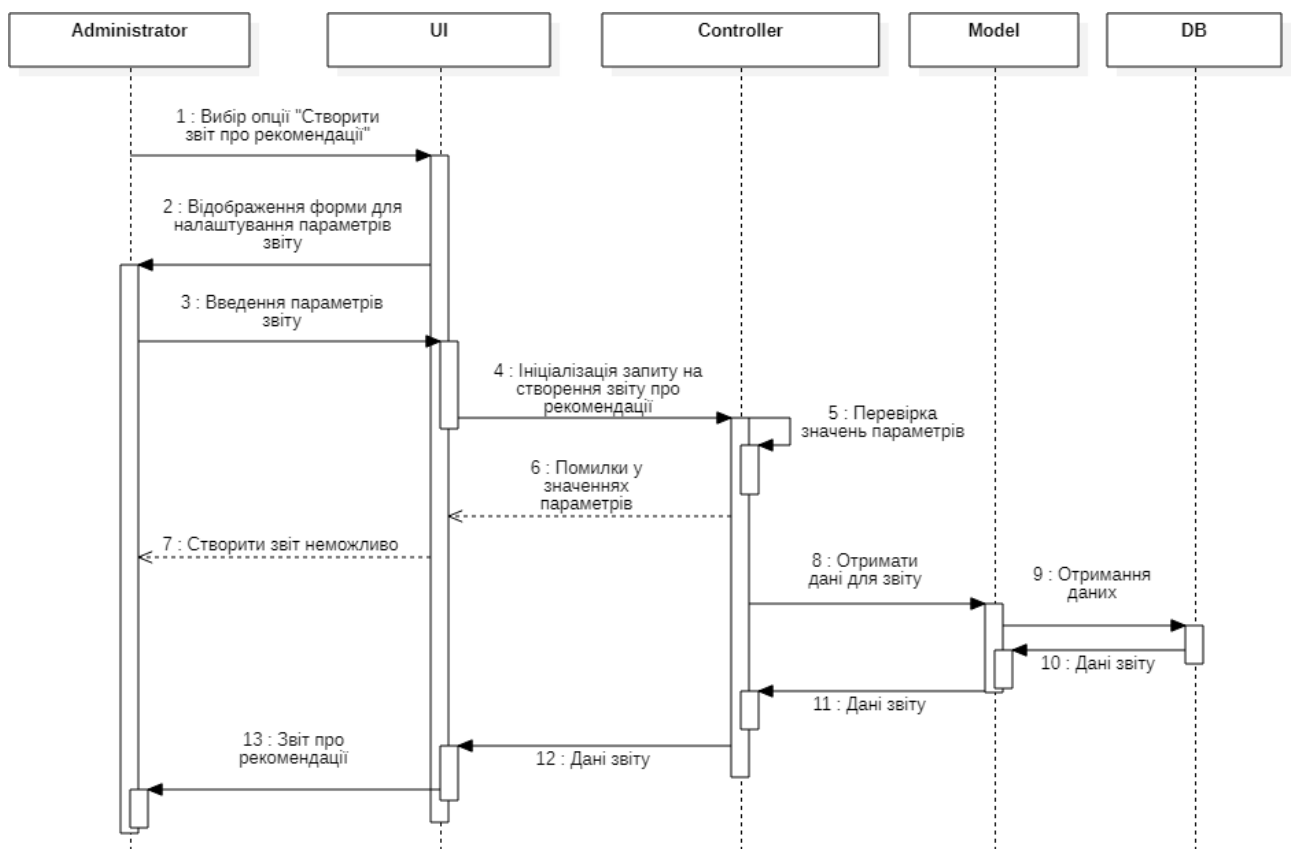 Administrator
UI
Controller
Model
DB
1 : Вибір опції "Створити
звіт про рекомендації"
2 : Відображення форми для
налаштування параметрів
звіту
3 : Введення параметрів
звіту
4 : Ініціалізація запиту на
створення звіту про
рекомендації
5 : Перевірка
значень параметрів
6 : Помилки у
значеннях
параметрів
7 : Створити звіт неможливо
8 : Отримати
дані для звіту
9 : Отримання
даних
10 : Дані звіту
11 : Дані звіту
12 : Дані звіту
13 : Звіт про
рекомендації